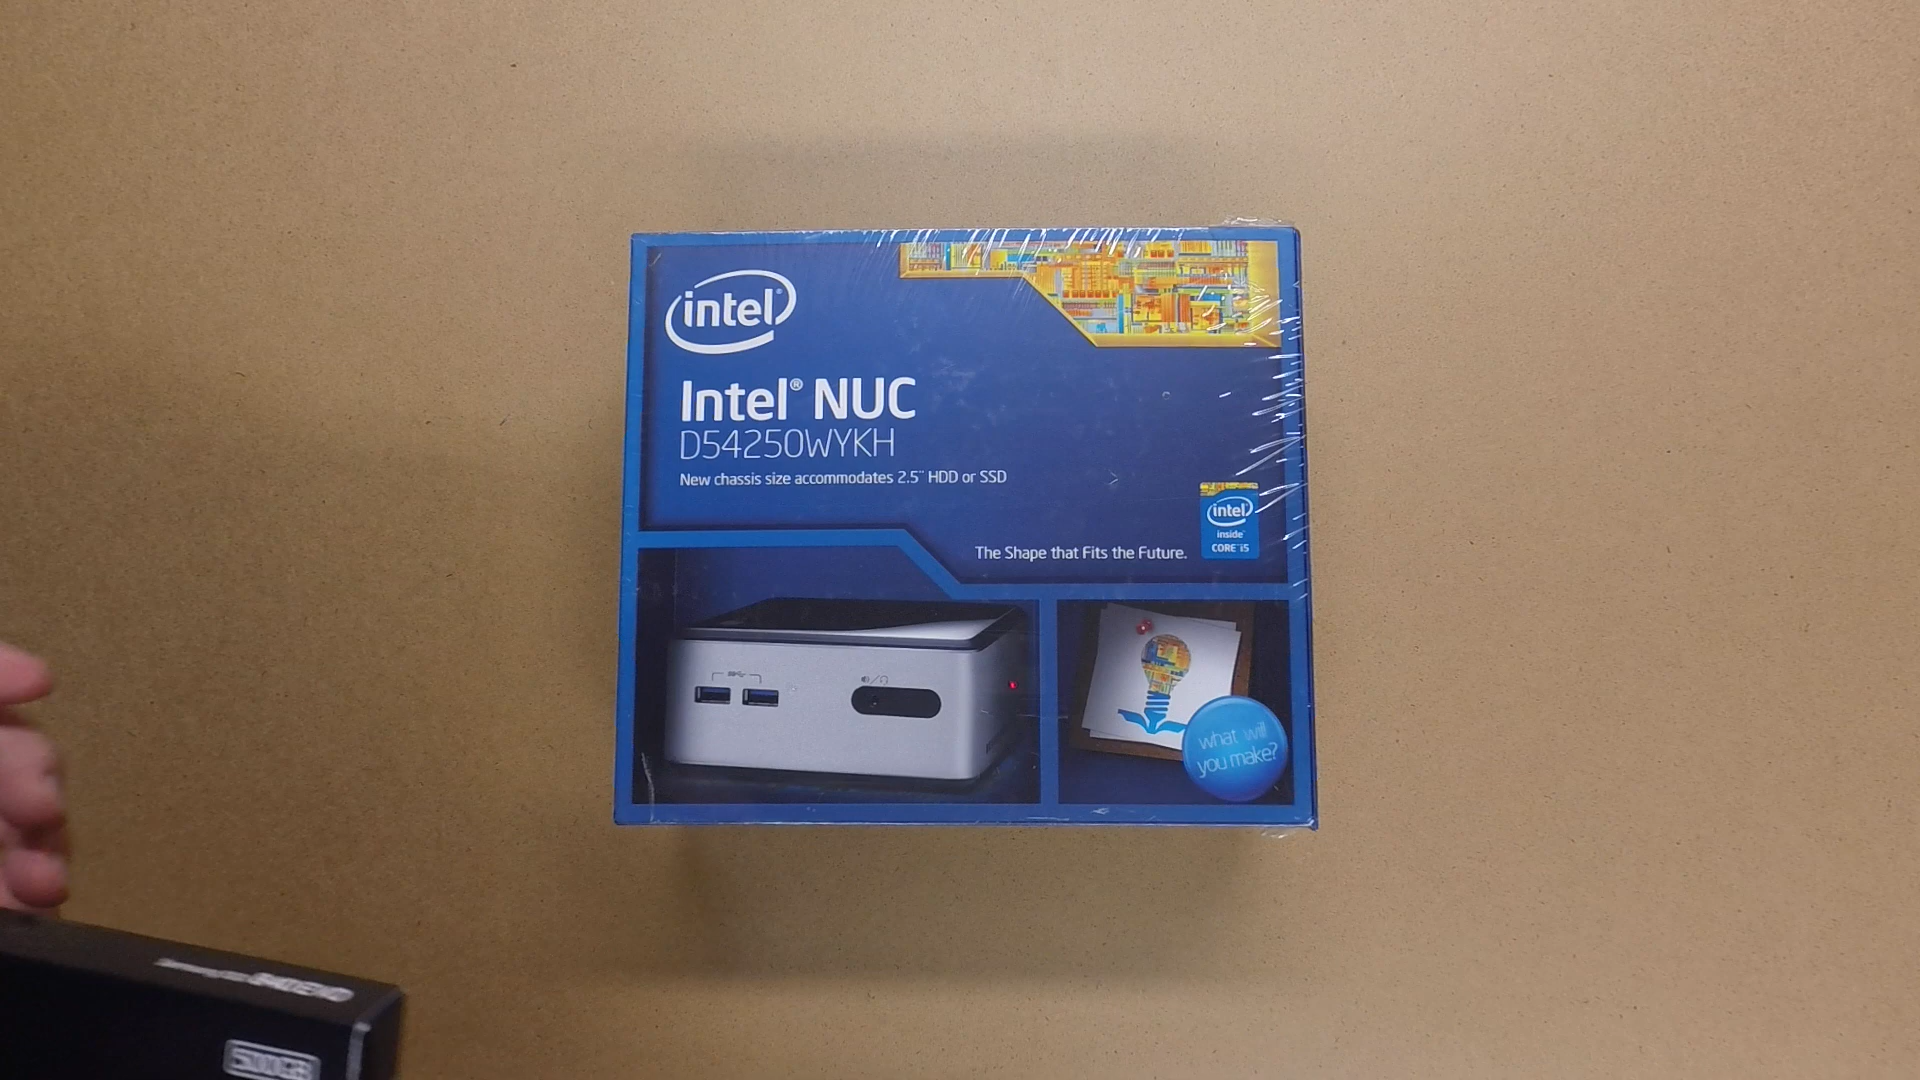 intel
Intel® NUC
D54250WYKH
New chassis size accommodates 2.5" HDD or SSD
intel
inside
CORE i5
The Shape that Fits the Future.
what will
you make?
500GB